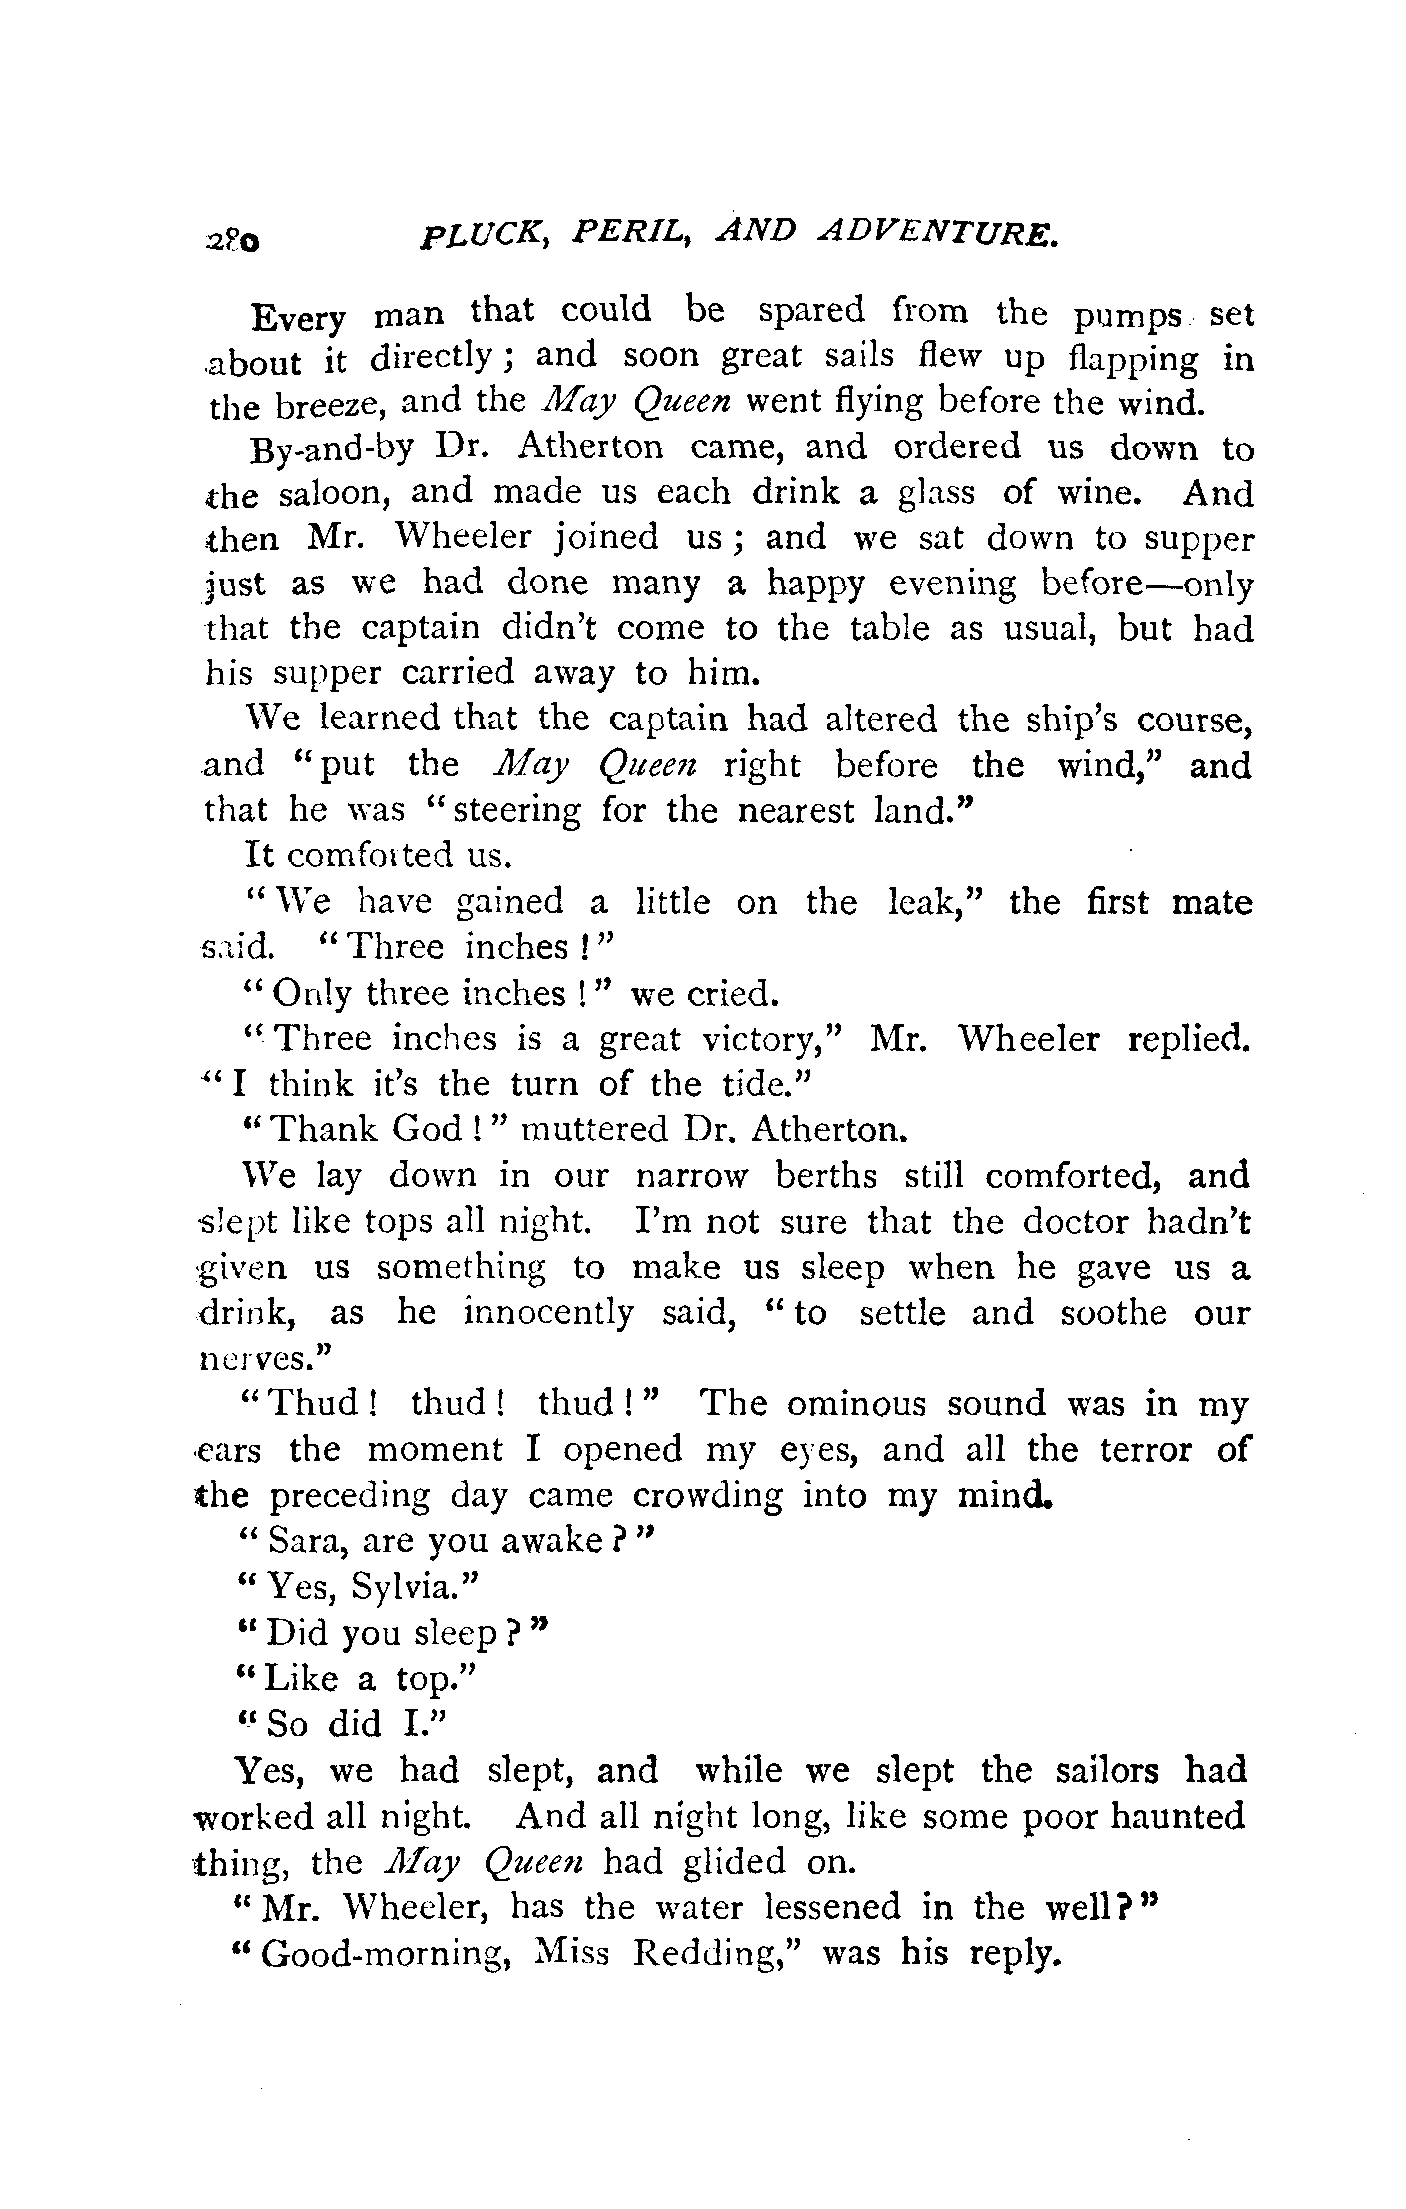 280 PLUCK, PERIL, AND ADVENTURE.
Every man that could be spared from the pumps set
about it directly; and soon great sails flew up flapping in
the breeze, and the May Queen went flying before the wind.
By-and-by Dr. Atherton came, and ordered us down to
the saloon, and made us each drink a glass of wine. And
then Mr. Wheeler joined us; and we sat down to supper
just as we had done many a happy evening before—only
that the captain didn't come to the table as usual, but had
his supper carried away to him.
We learned that the captain had altered the ship's course,
and "put the May Queen right before the wind," and
that he was "steering for the nearest land."
It comforted us.
"We have gained a little on the leak," the first mate
said. "Three inches!"
"Only three inches!" we cried.
"Three inches is a great victory," Mr. Wheeler replied.
"I think it's the turn of the tide."
"Thank God!" muttered Dr. Atherton.
We lay down in our narrow berths still comforted, and
slept like tops all night. I'm not sure that the doctor hadn't
given us something to make us sleep when he gave us a
drink, as he innocently said, "to settle and soothe our
nerves."
"Thud! thud! thud!" The ominous sound was in my
ears the moment I opened my eyes, and all the terror of
the preceding day came crowding into my mind.
"Sara, are you awake?"
"Yes, Sylvia."
"Did you sleep?"
"Like a top."
"So did I."
Yes, we had slept, and while we slept the sailors had
worked all night. And all night long, like some poor haunted
thing, the May Queen had glided on.
"Mr. Wheeler, has the water lessened in the well?"
"Good-morning, Miss Redding," was his reply.